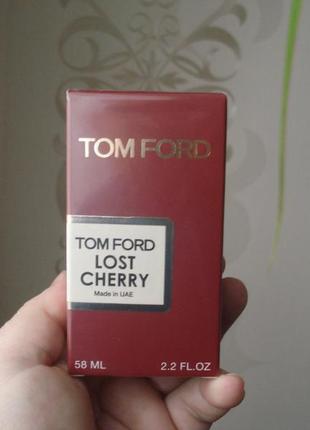 TOM FORD
TOM FORD
LOST
CHERRY
Made in UAE
58 ML 2.2 FL.OZ